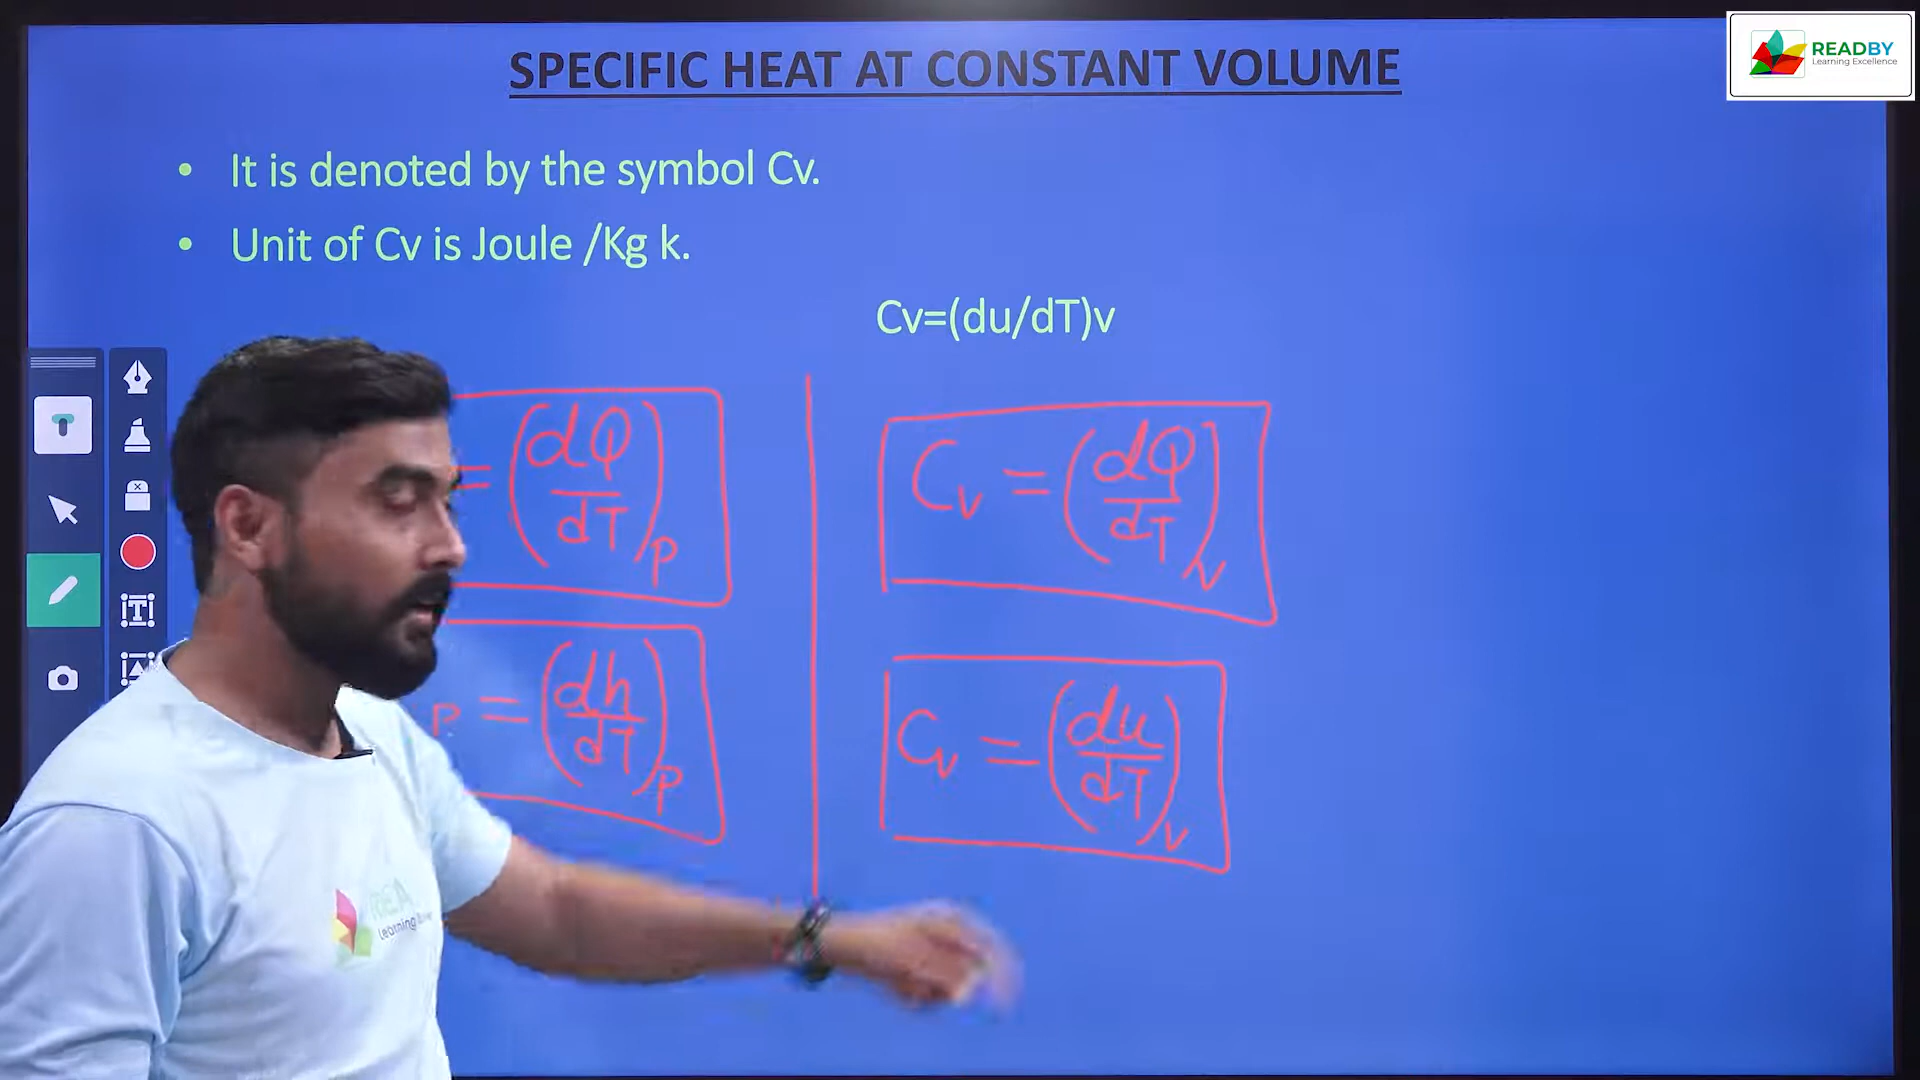 SPECIFIC HEAT AT CONSTANT VOLUME
READBY
Learning Excellence
• It is denoted by the symbol Cv.
• Unit of Cv is Joule /Kg k.
Cv=(du/dT)v
= (dQ/dT)p
Cv = (dQ/dT)v
p = (dh/dT)p
Cv = (du/dT)v
Learning